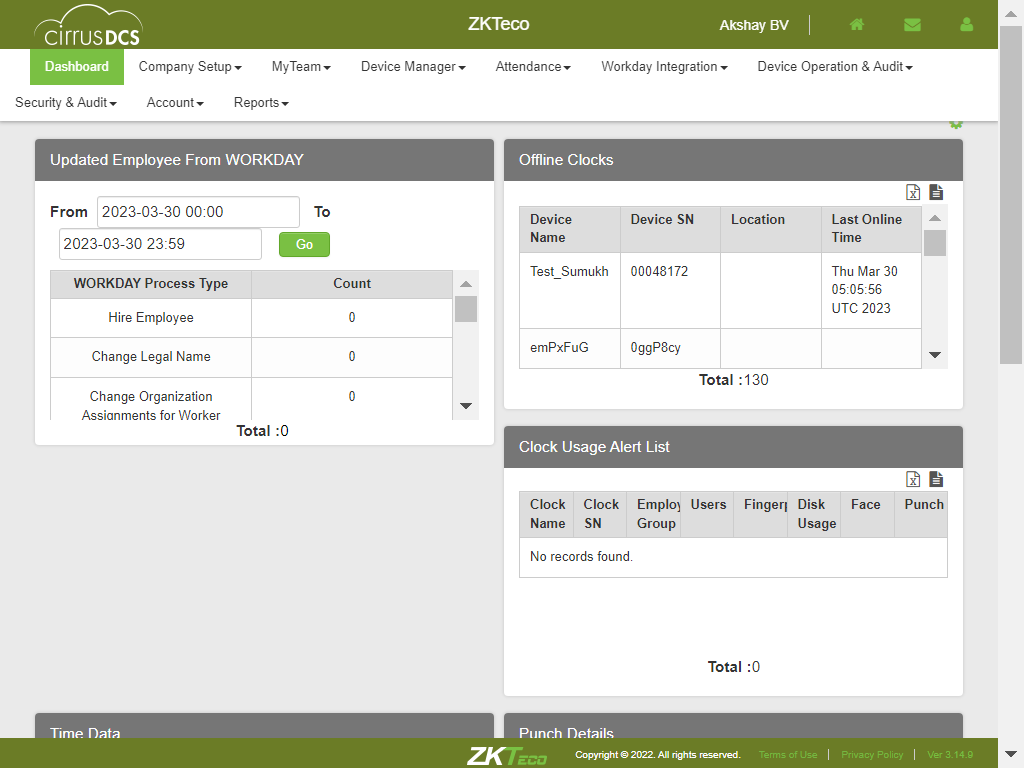 cirrusDCS
ZKTeco
Akshay BV
Dashboard
Company Setup
MyTeam
Device Manager
Attendance
Workday Integration
Device Operation & Audit
Security & Audit
Account
Reports
Updated Employee From WORKDAY
From 2023-03-30 00:00 To
2023-03-30 23:59 Go
WORKDAY Process Type Count
Hire Employee 0
Change Legal Name 0
Change Organization 0
Assignments for Worker
Total :0
Offline Clocks
Device Name Device SN Location Last Online Time
Test_Sumukh 00048172 Thu Mar 30
05:05:56
UTC 2023
emPxFuG 0ggP8cy
Total :130
Clock Usage Alert List
Clock Name Clock SN Employ Group Users Fingerp Disk Usage Face Punch
No records found.
Total :0
Time Data
Punch Details
ZKTeco
Copyright © 2022. All rights reserved.
Terms of Use
Privacy Policy
Ver 3.14.9